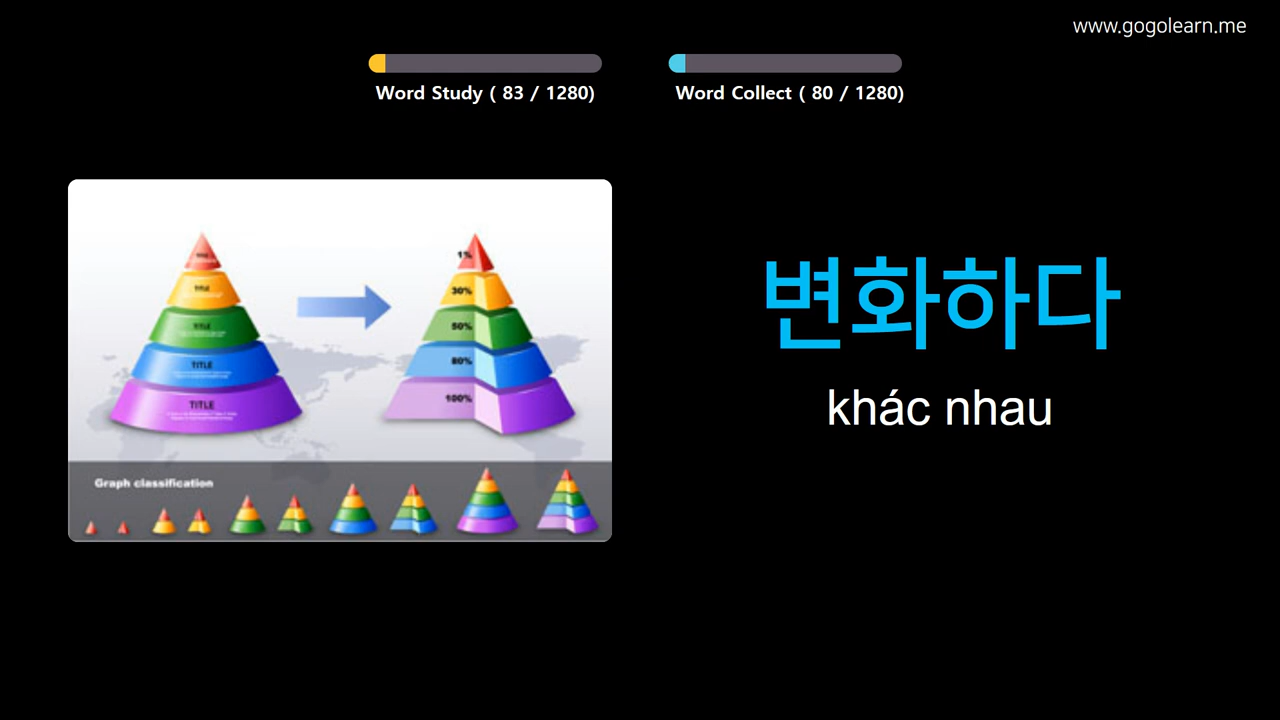 www.gogolearn.me
Word Study ( 83 / 1280)
Word Collect ( 80 / 1280)
TITLE
TITLE
TITLE
TITLE
1%
30%
50%
80%
100%
Graph classification
변화하다
khác nhau